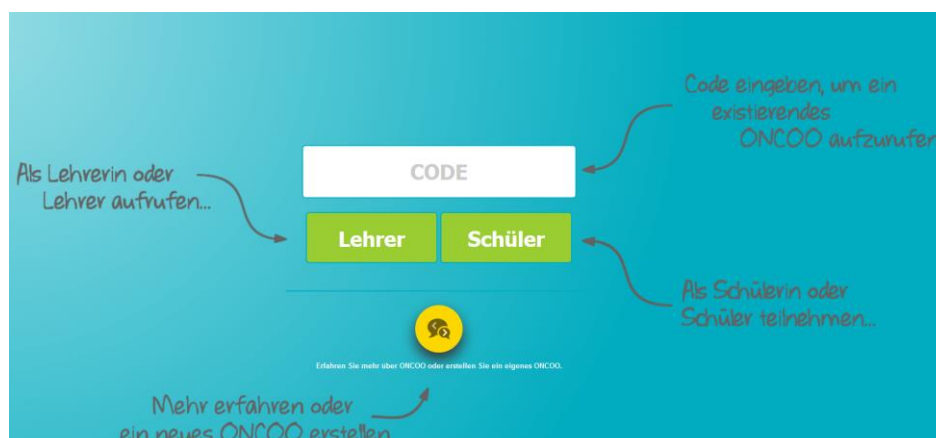 Code eingeben, um ein
existierendes
ONCOO aufzurufen
CODE
Als Lehrerin oder
Lehrer aufrufen...
Lehrer
Schüler
Als Schülerin oder
Schüler teilnehmen...
Erfahren Sie mehr über ONCOO oder erstellen Sie ein eigenes ONCOO.
Mehr erfahren oder
ein neues ONCOO erstellen